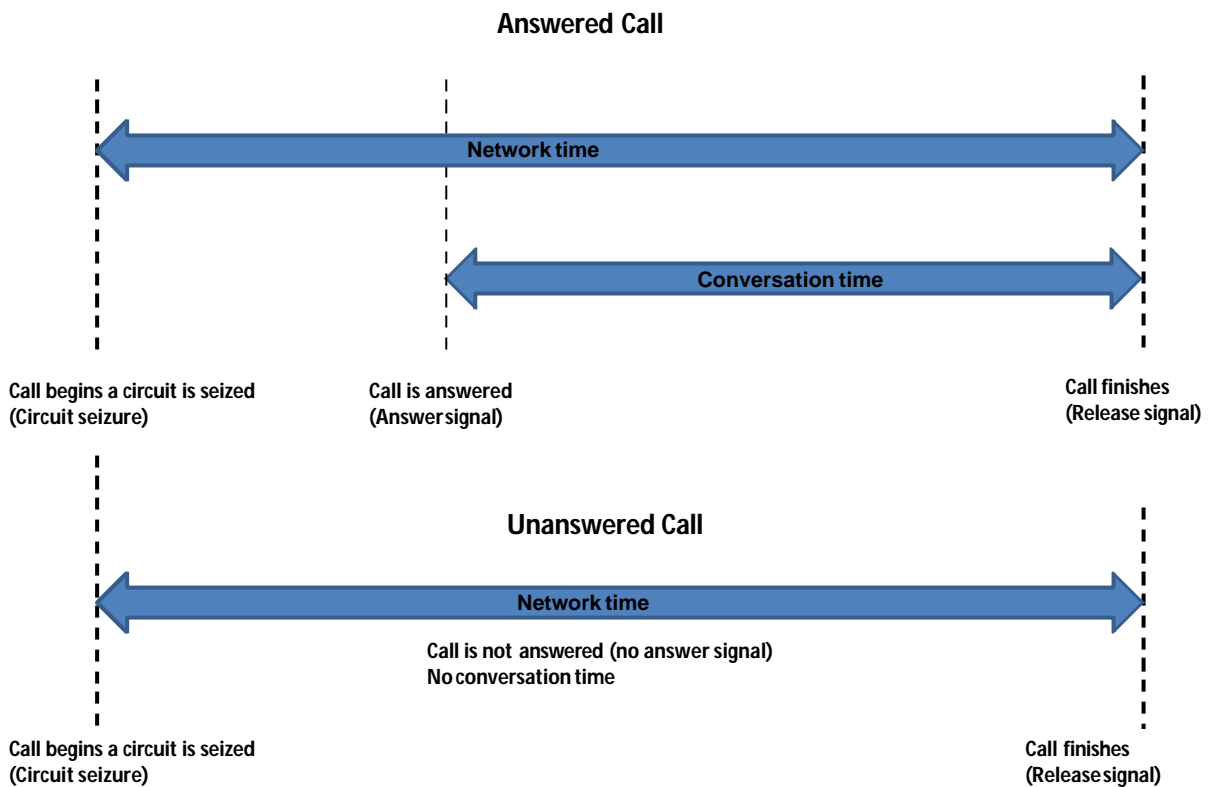 Answered Call
Network time
Conversation time
Call begins a circuit is seized
(Circuit seizure)
Call is answered
(Answer signal)
Call finishes
(Release signal)
Unanswered Call
Network time
Call is not answered (no answer signal)
No conversation time
Call begins a circuit is seized
(Circuit seizure)
Call finishes
(Release signal)